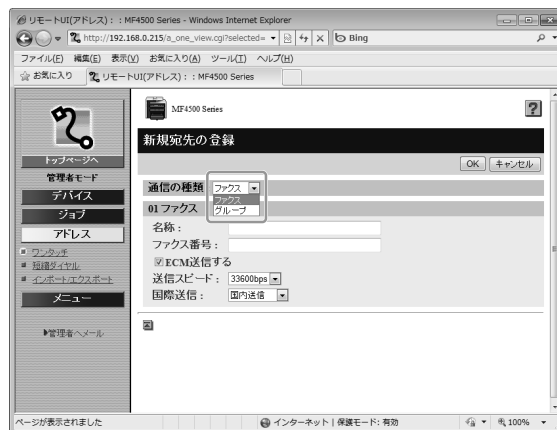 リモートUI(アドレス)：：MF4500 Series - Windows Internet Explorer
http://192.168.0.215/a_one_view.cgi?selected=
Bing
ファイル(F) 編集(E) 表示(V) お気に入り(A) ツール(T) ヘルプ(H)
お気に入り リモートUI(アドレス)：：MF4500 Series
MF4500 Series
トップページへ
新規宛先の登録
OK キャンセル
管理者モード
デバイス
ジョブ
アドレス
ワンタッチ
短縮ダイヤル
インポート/エクスポート
メニュー
管理者へメール
通信の種類 ファクス
ファクス
グループ
01 ファクス
名称：
ファクス番号：
ECM送信する
送信スピード： 33600bps
国際送信： 国内送信
ページが表示されました インターネット | 保護モード: 有効 100%